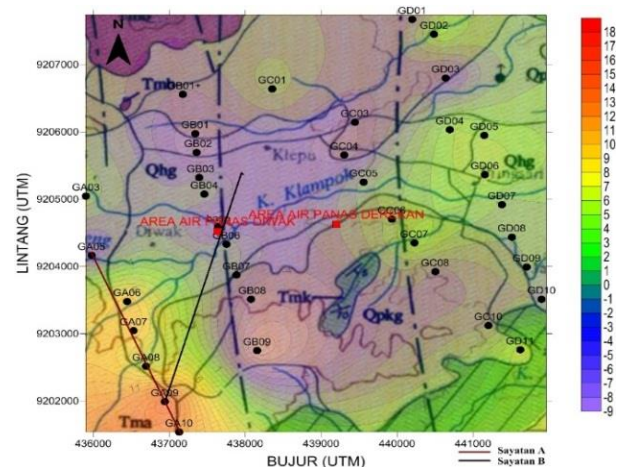 N
GD01
GD02
9207000
GC01
GD03
Tmb
B01
9206000
GB01
GC03
GD04
GD05
GB02
GC04
Klepu
Qhg
GB03
GC05
GD06
Qhg
9205000
GA03
GB04
K. Klampok
GD07
AREA AIR PANAS DIWAK
AREA AIR PANAS DEREKAN
GC06
Diwak
GB06
GC07
GD08
9204000
GA05
GB07
GC08
GD09
GA06
GB08
Tmk
Qpkg
GD10
9203000
GA07
GC10
GA08
GB09
GD11
9202000
GA09
Tma
GA10
436000
437000
438000
439000
440000
441000
LINTANG (UTM)
BUJUR (UTM)
Sayatan A
Sayatan B
18
17
16
15
14
13
12
11
10
9
8
7
6
5
4
3
2
1
0
-1
-2
-3
-4
-5
-6
-7
-8
-9